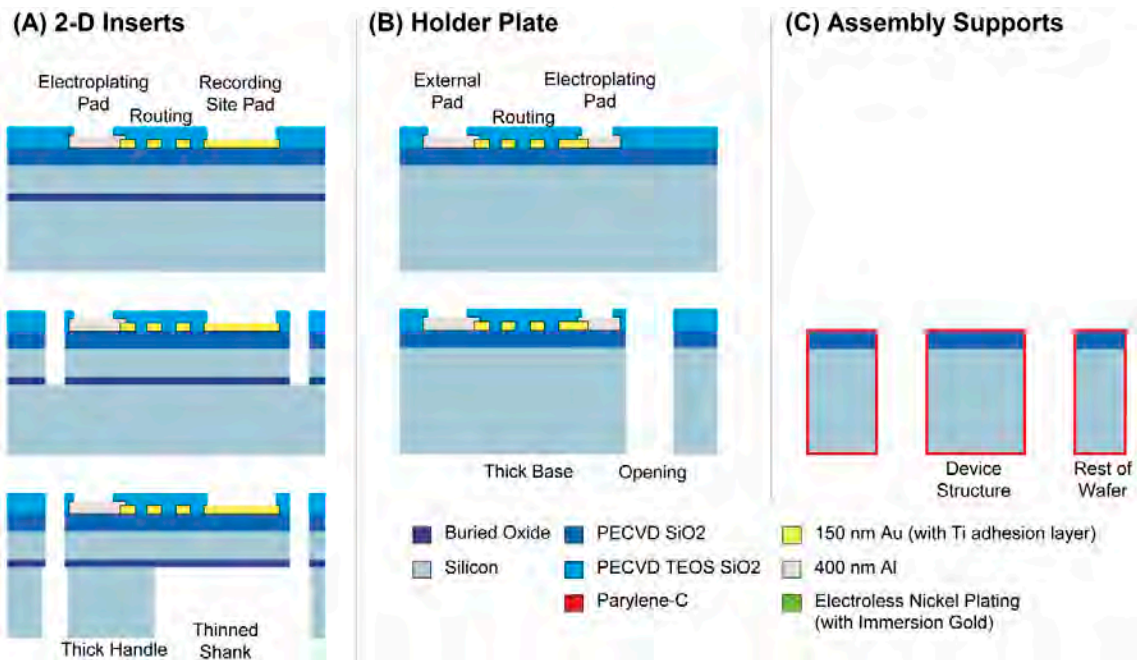 (A) 2-D Inserts
(B) Holder Plate
(C) Assembly Supports
Electroplating
Pad
Routing
Recording
Site Pad
External
Pad
Routing
Electroplating
Pad
Thick Base
Opening
Device
Structure
Rest of
Wafer
Thick Handle
Thinned
Shank
Buried Oxide
Silicon
PECVD SiO2
PECVD TEOS SiO2
Parylene-C
150 nm Au (with Ti adhesion layer)
400 nm Al
Electroless Nickel Plating
(with Immersion Gold)